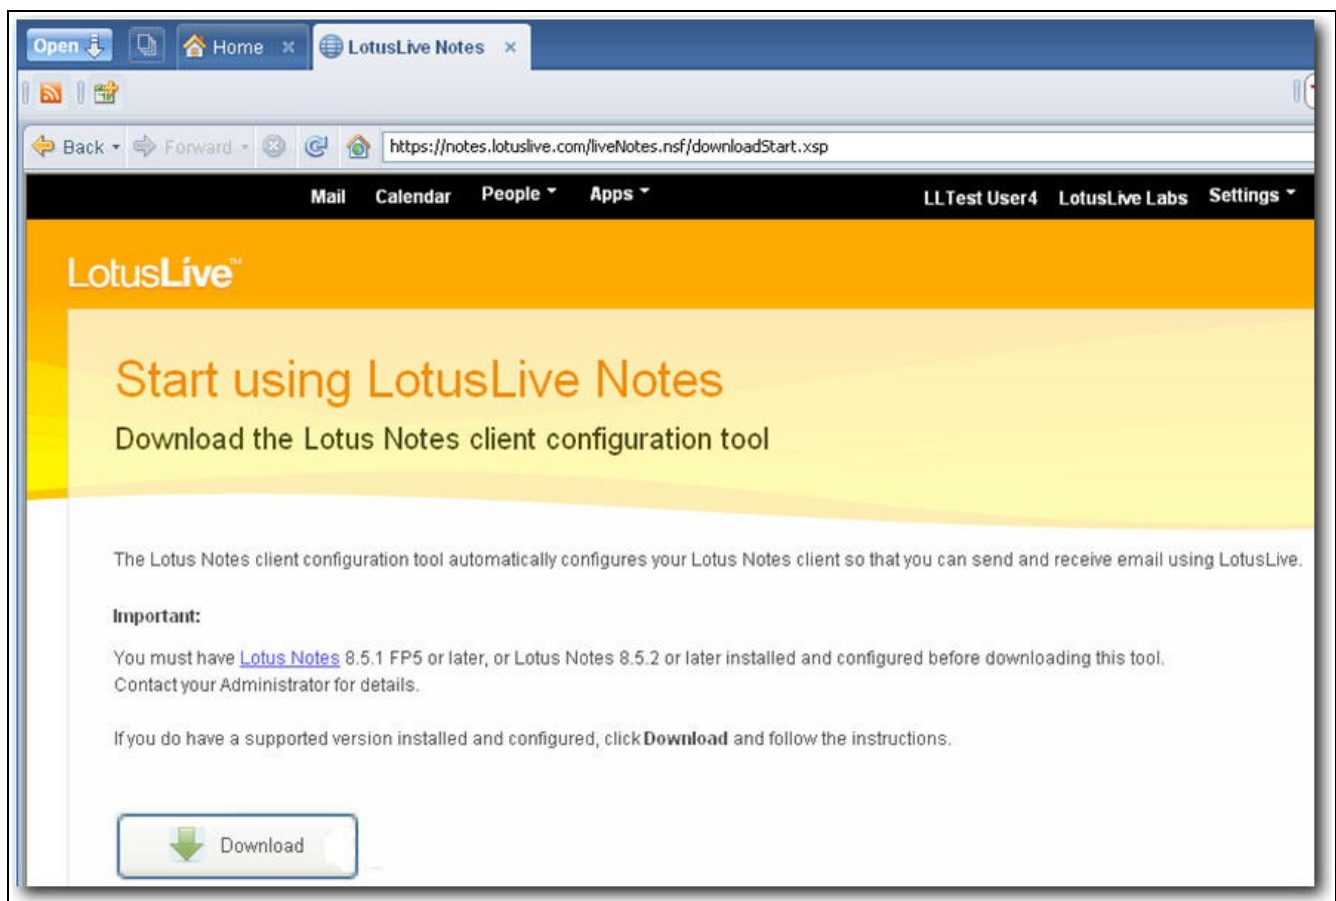 Open Home LotusLive Notes
Back Forward https://notes.lotuslive.com/liveNotes.nsf/downloadStart.xsp
Mail Calendar People Apps LLTest User4 LotusLive Labs Settings
LotusLive™
Start using LotusLive Notes
Download the Lotus Notes client configuration tool
The Lotus Notes client configuration tool automatically configures your Lotus Notes client so that you can send and receive email using LotusLive.
Important:
You must have Lotus Notes 8.5.1 FP5 or later, or Lotus Notes 8.5.2 or later installed and configured before downloading this tool.
Contact your Administrator for details.
If you do have a supported version installed and configured, click Download and follow the instructions.
Download